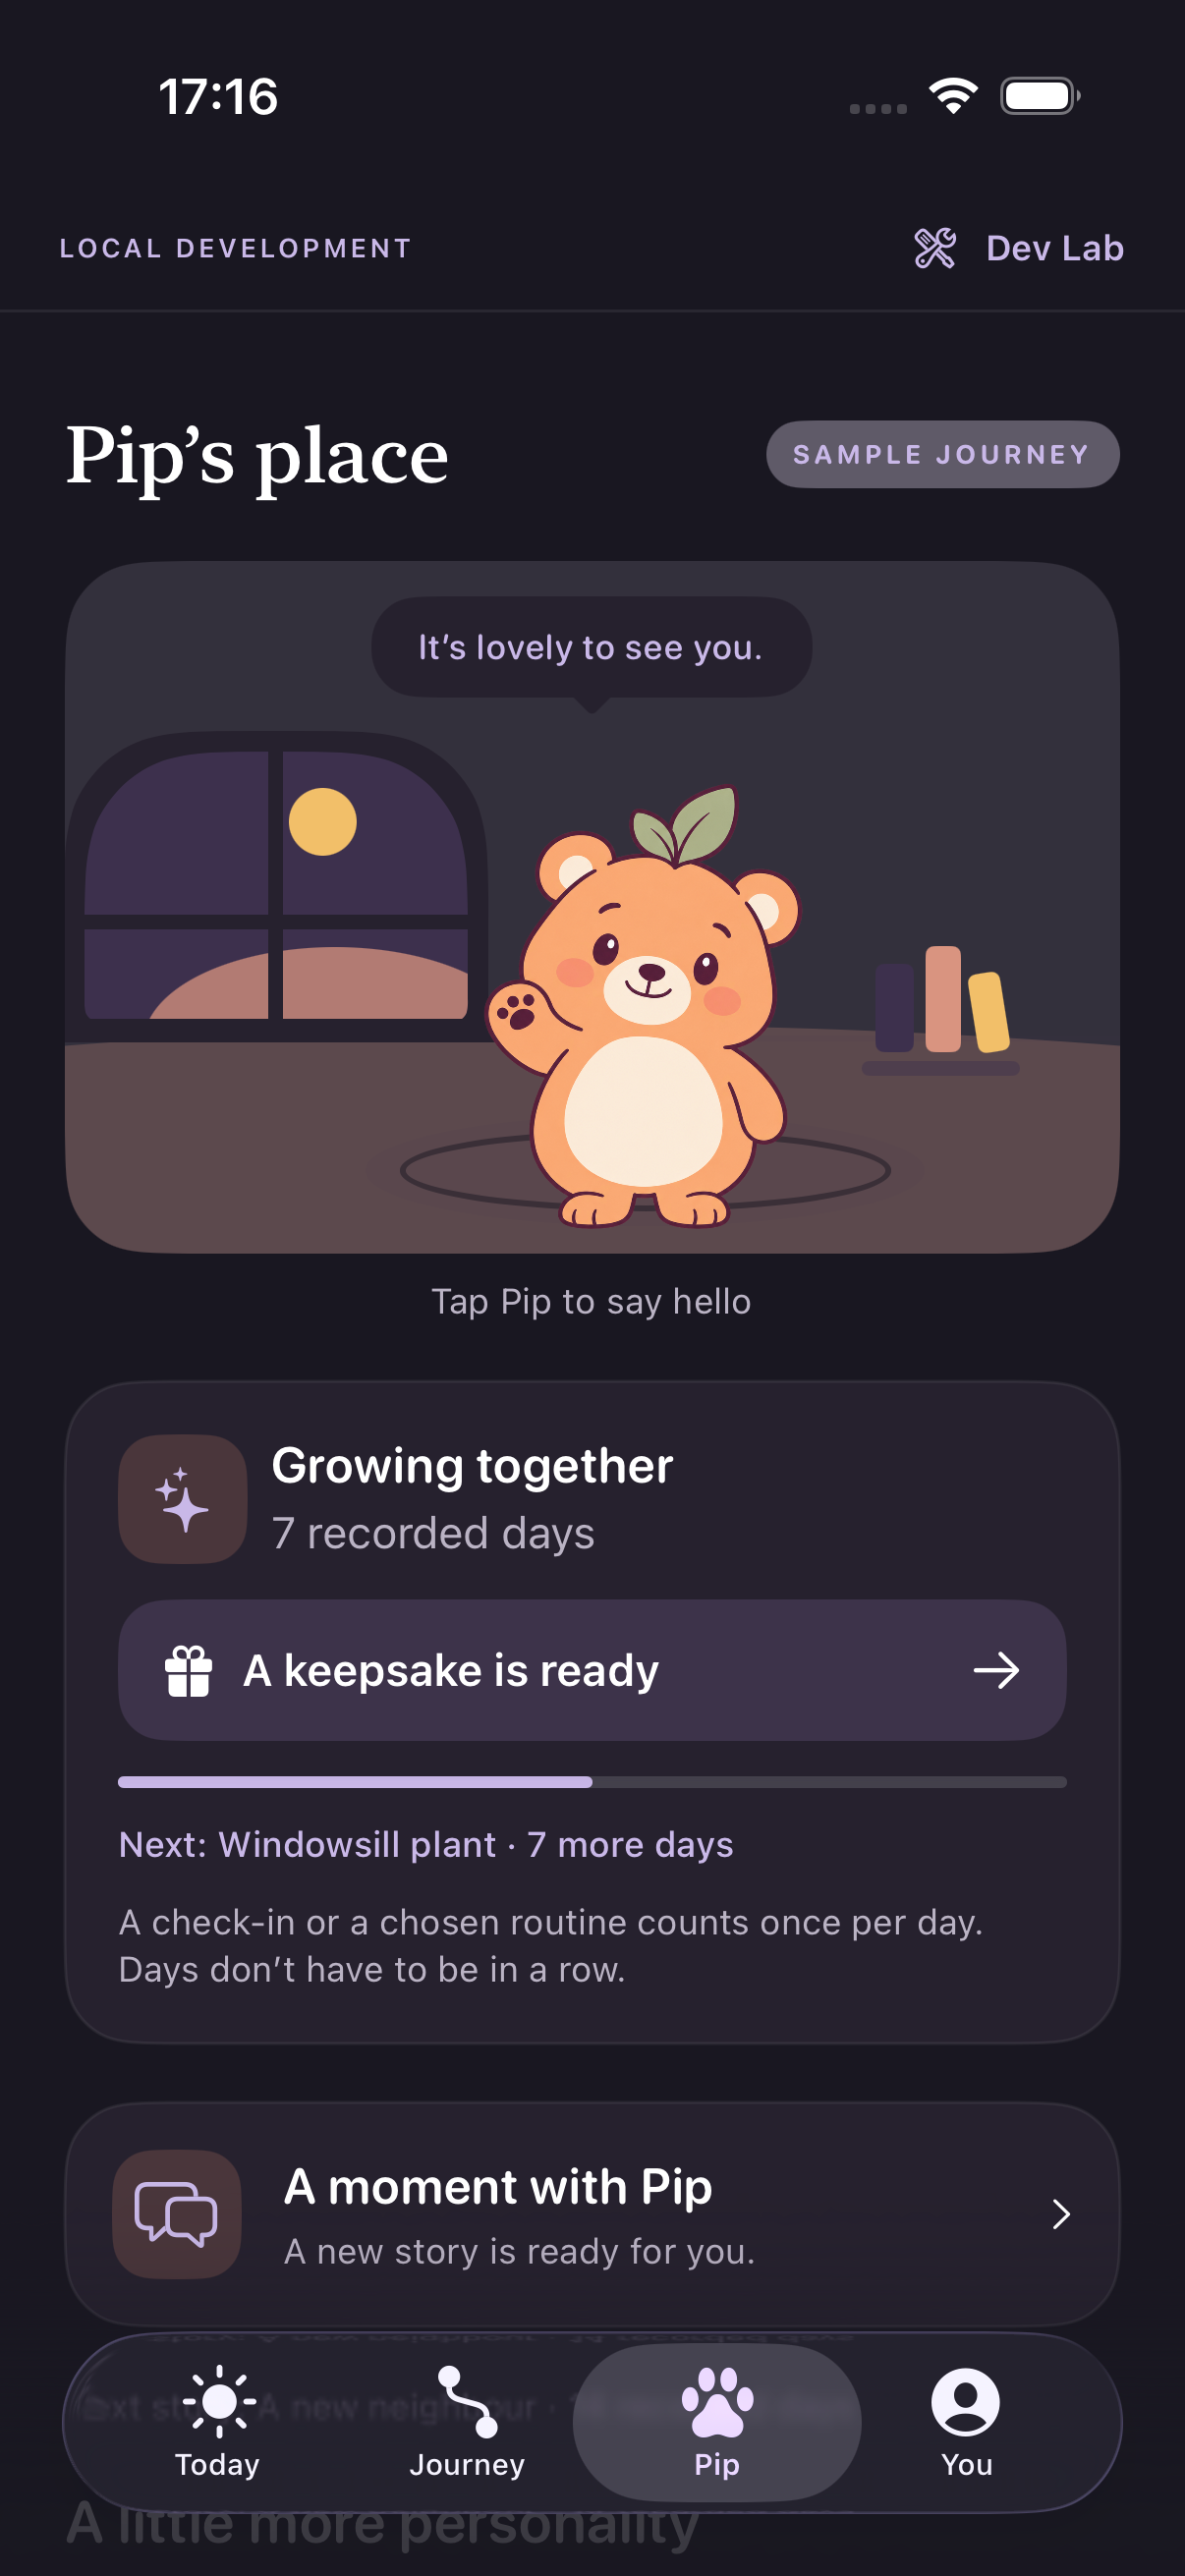 17:16
LOCAL DEVELOPMENT
Dev Lab
Pip’s place
SAMPLE JOURNEY
It’s lovely to see you.
Tap Pip to say hello
Growing together
7 recorded days
A keepsake is ready
Next: Windowsill plant · 7 more days
A check-in or a chosen routine counts once per day.
Days don’t have to be in a row.
A moment with Pip
A new story is ready for you.
A new neighbour ·
Today
Journey
Pip
You
A little more personality